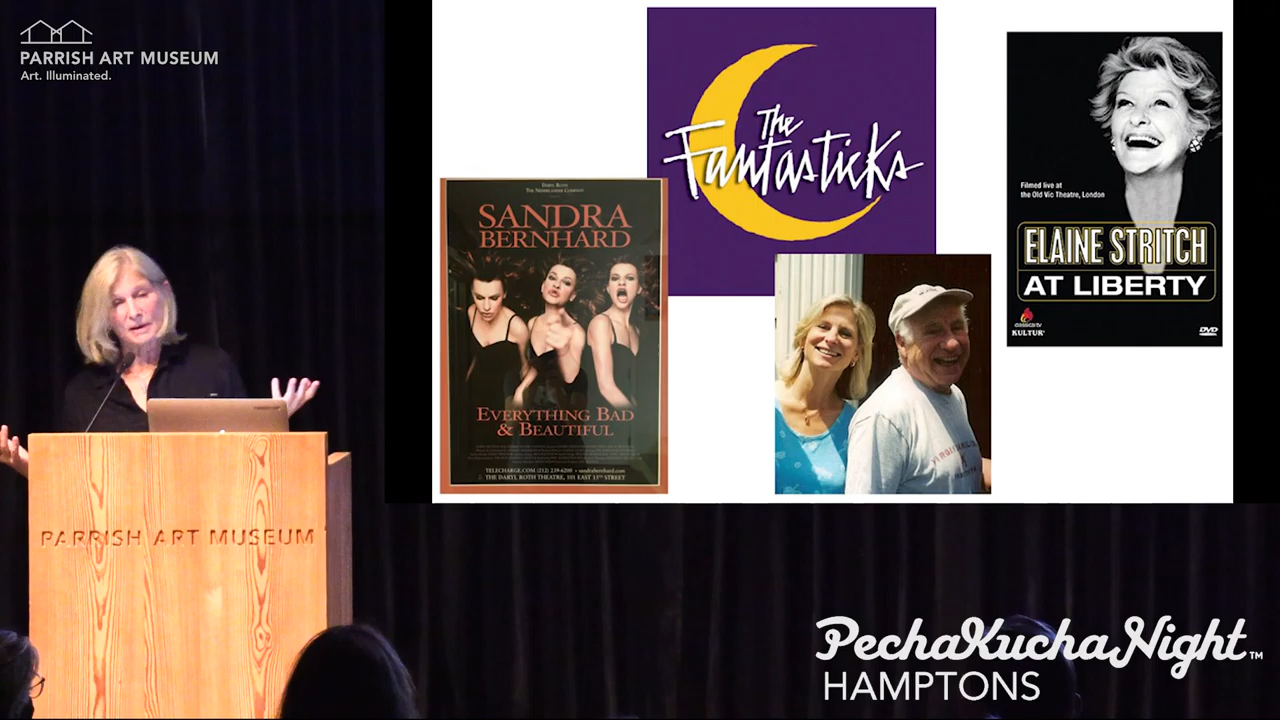 PARRISH ART MUSEUM
Art. Illuminated.
The
Fantasticks
DARYL ROTH
THE NEDERLANDER COMPANY
SANDRA
BERNHARD
EVERYTHING BAD
& BEAUTIFUL
TELECHARGE.COM (212) 239-6200 • sandrabernhard.com
THE DARYL ROTH THEATRE, 101 EAST 15TH STREET
Filmed live at
the Old Vic Theatre, London
ELAINE STRITCH
AT LIBERTY
KULTUR
DVD
PARRISH ART MUSEUM
PechaKucha Night™
HAMPTONS